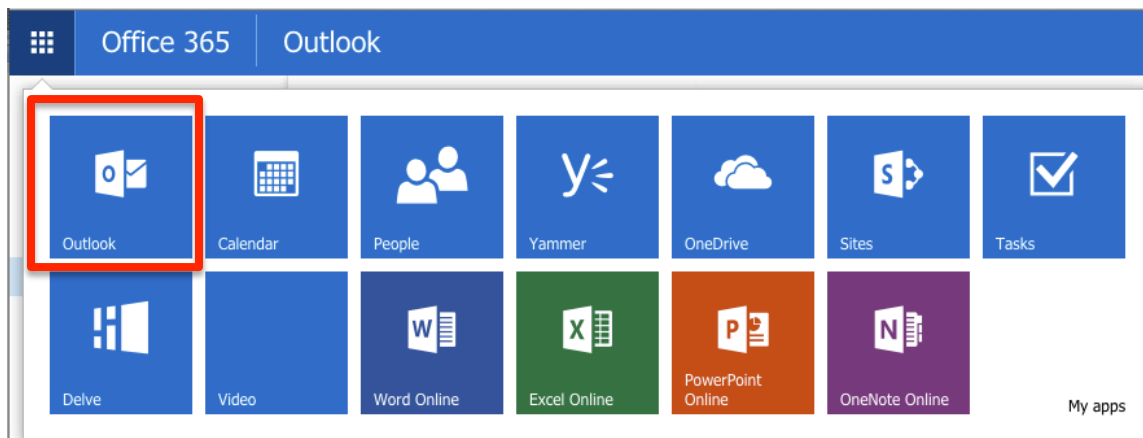 Office 365 Outlook
Outlook Calendar People Yammer OneDrive Sites Tasks
Delve Video Word Online Excel Online PowerPoint Online OneNote Online
My apps